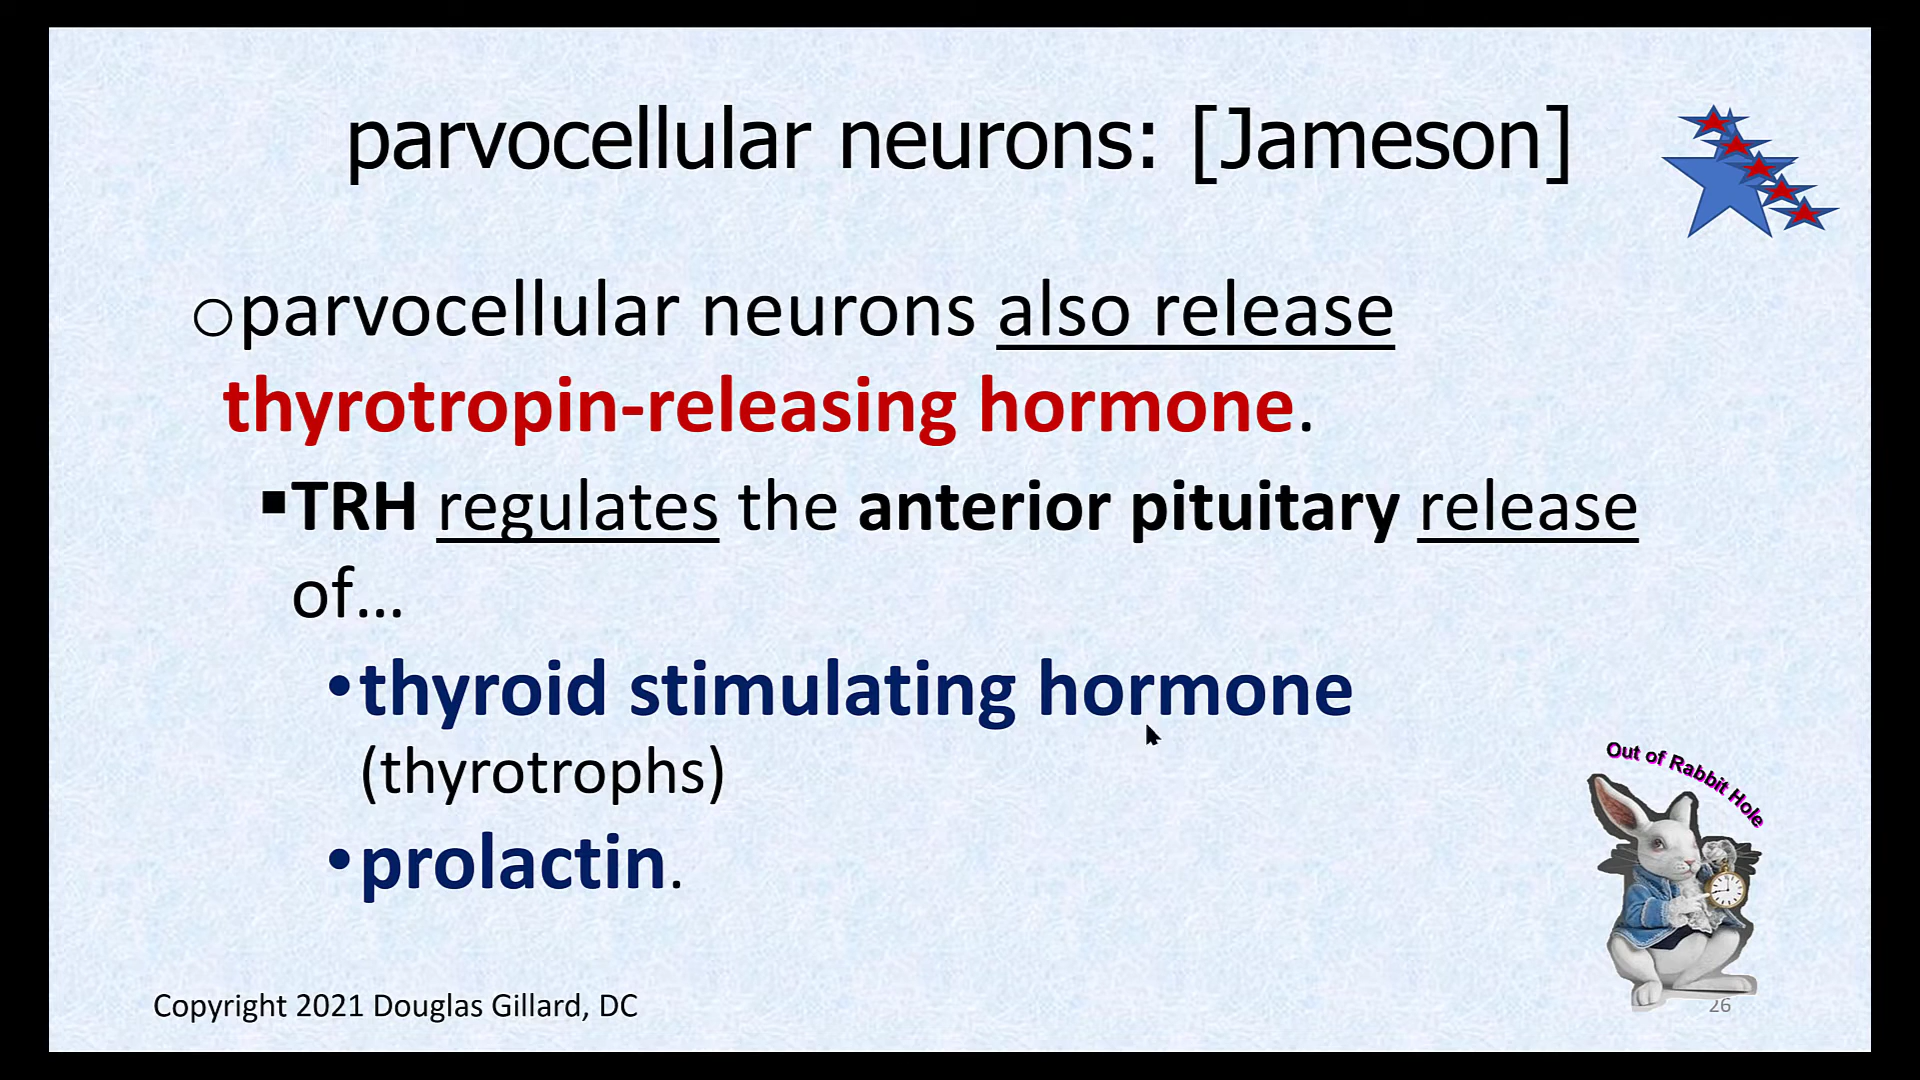 parvocellular neurons: [Jameson]
oparvocellular neurons also release
thyrotropin-releasing hormone.
▪TRH regulates the anterior pituitary release
of…
•thyroid stimulating hormone
(thyrotrophs)
•prolactin.
Out of Rabbit Hole
Copyright 2021 Douglas Gillard, DC
26